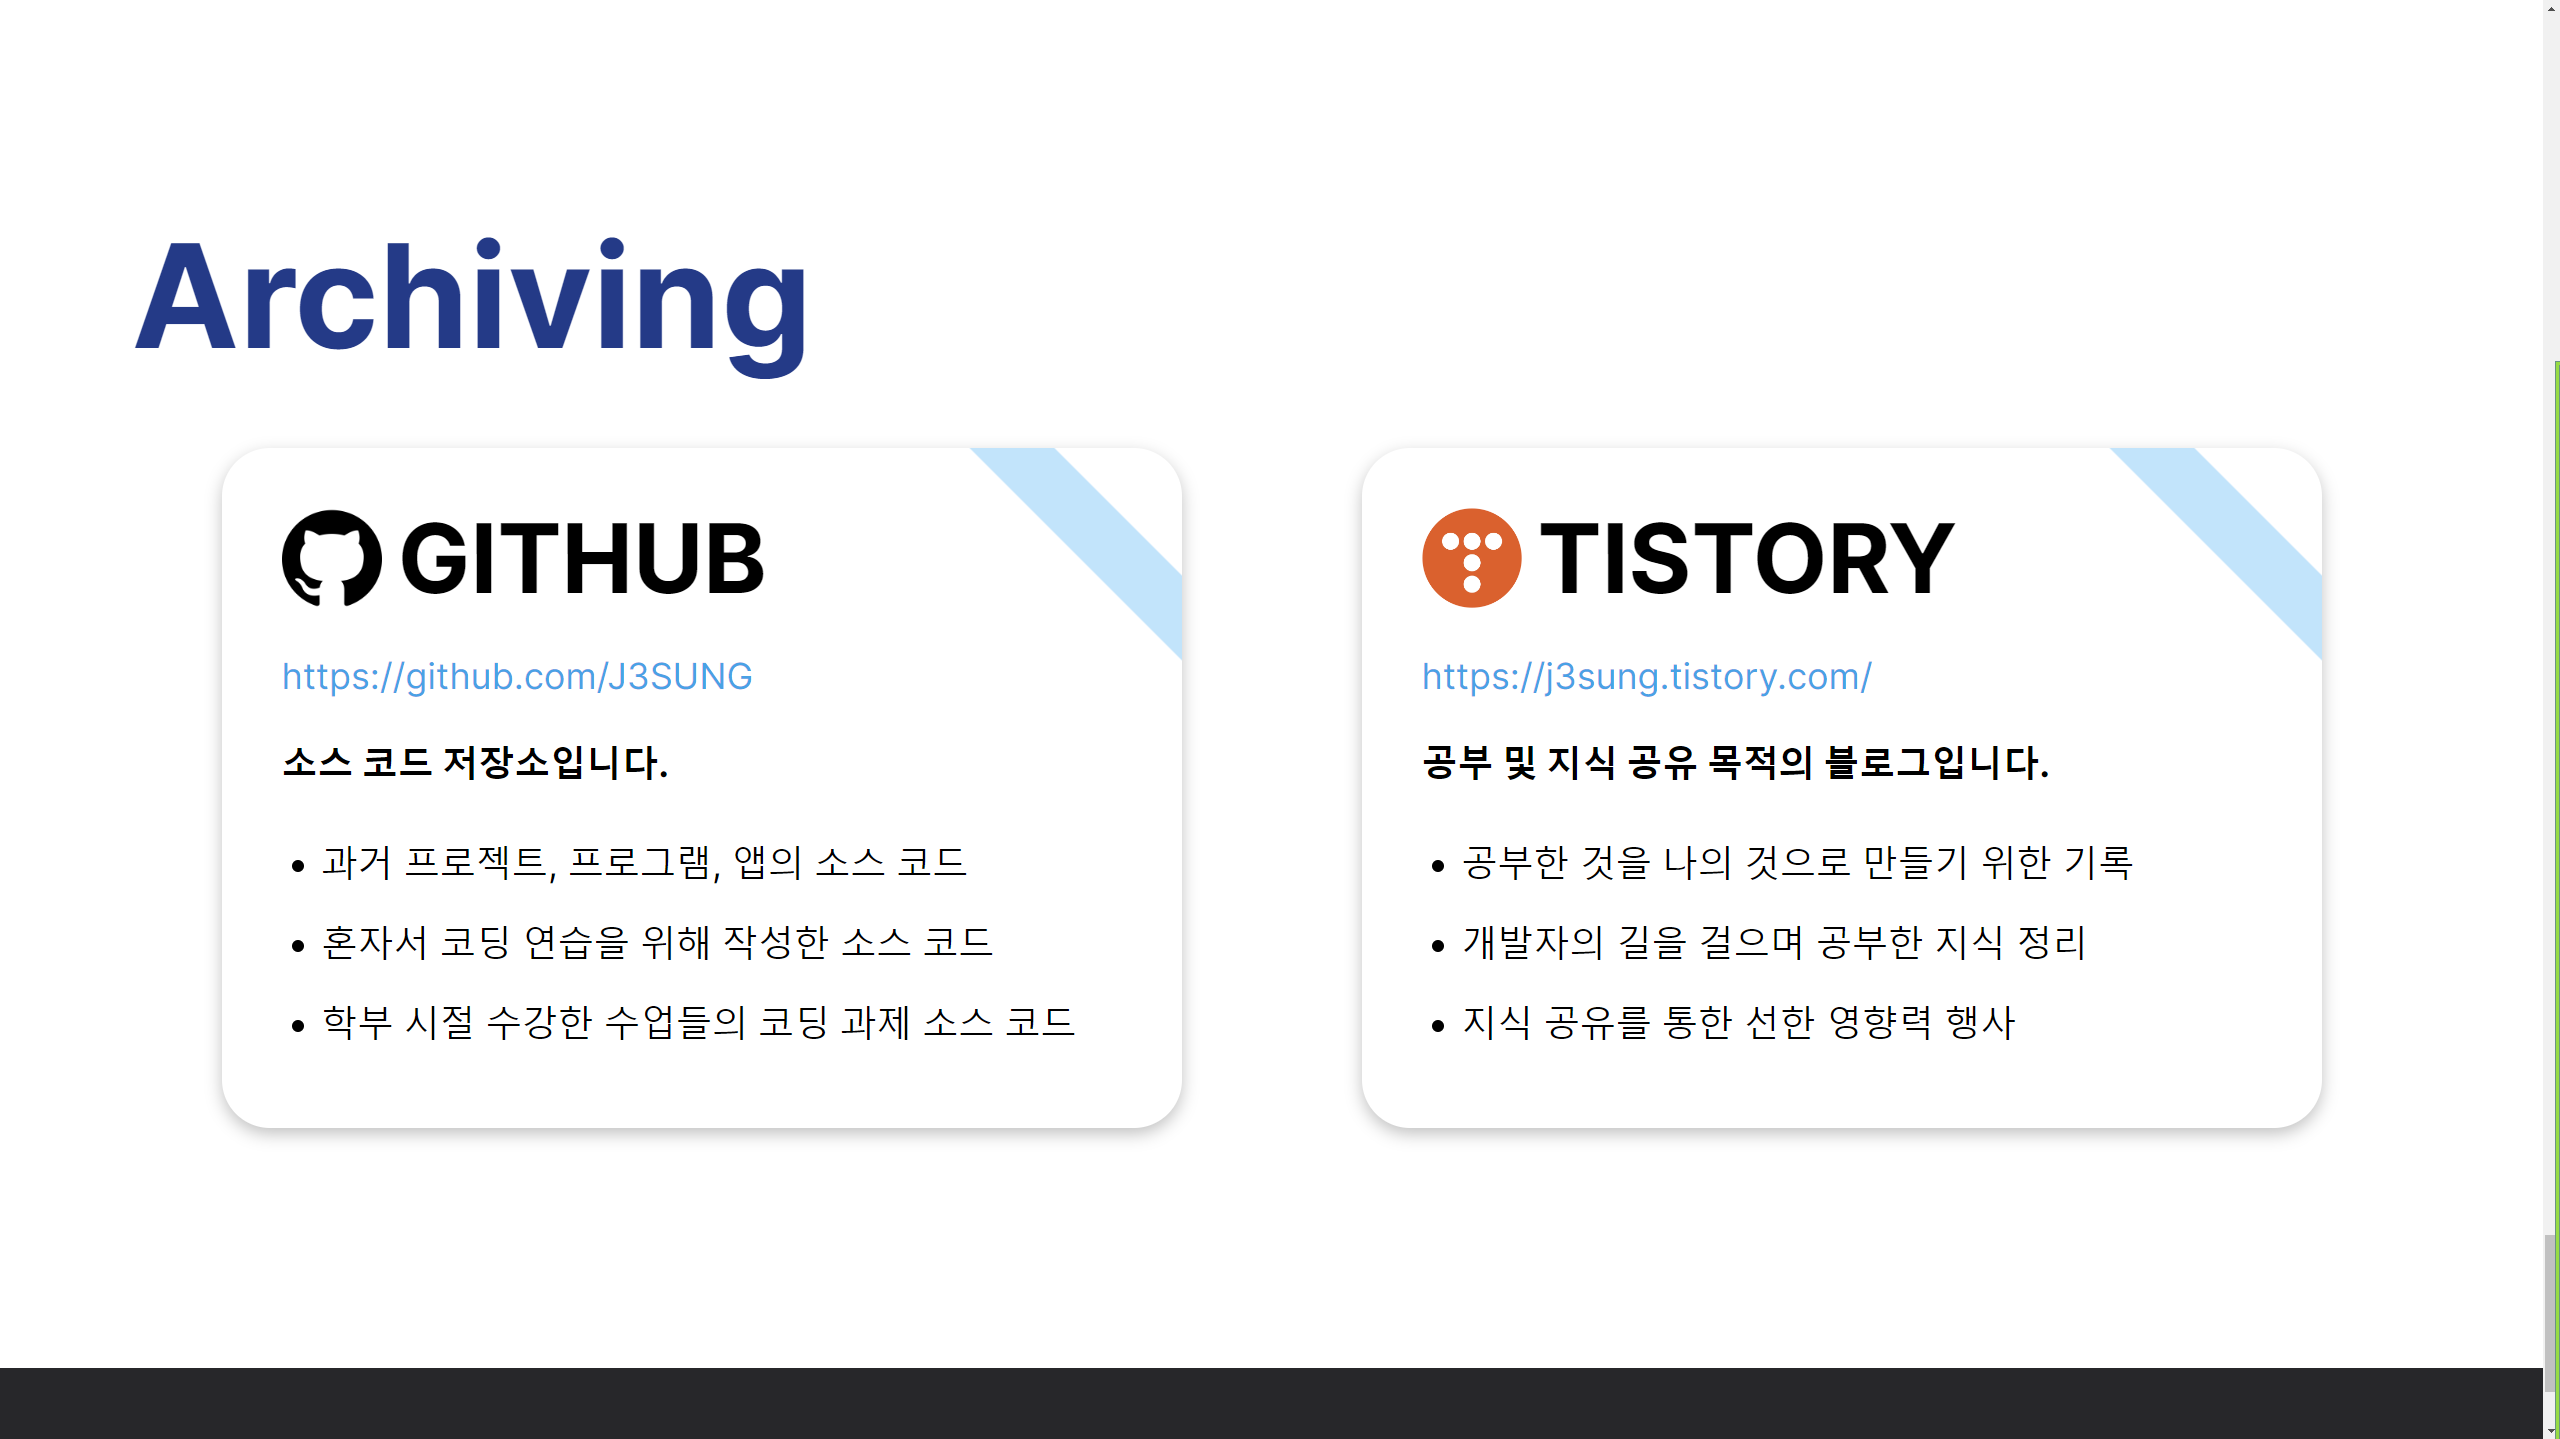 Archiving
GITHUB
https://github.com/J3SUNG
소스 코드 저장소입니다.
과거 프로젝트, 프로그램, 앱의 소스 코드
혼자서 코딩 연습을 위해 작성한 소스 코드
학부 시절 수강한 수업들의 코딩 과제 소스 코드
TISTORY
https://j3sung.tistory.com/
공부 및 지식 공유 목적의 블로그입니다.
공부한 것을 나의 것으로 만들기 위한 기록
개발자의 길을 걸으며 공부한 지식 정리
지식 공유를 통한 선한 영향력 행사